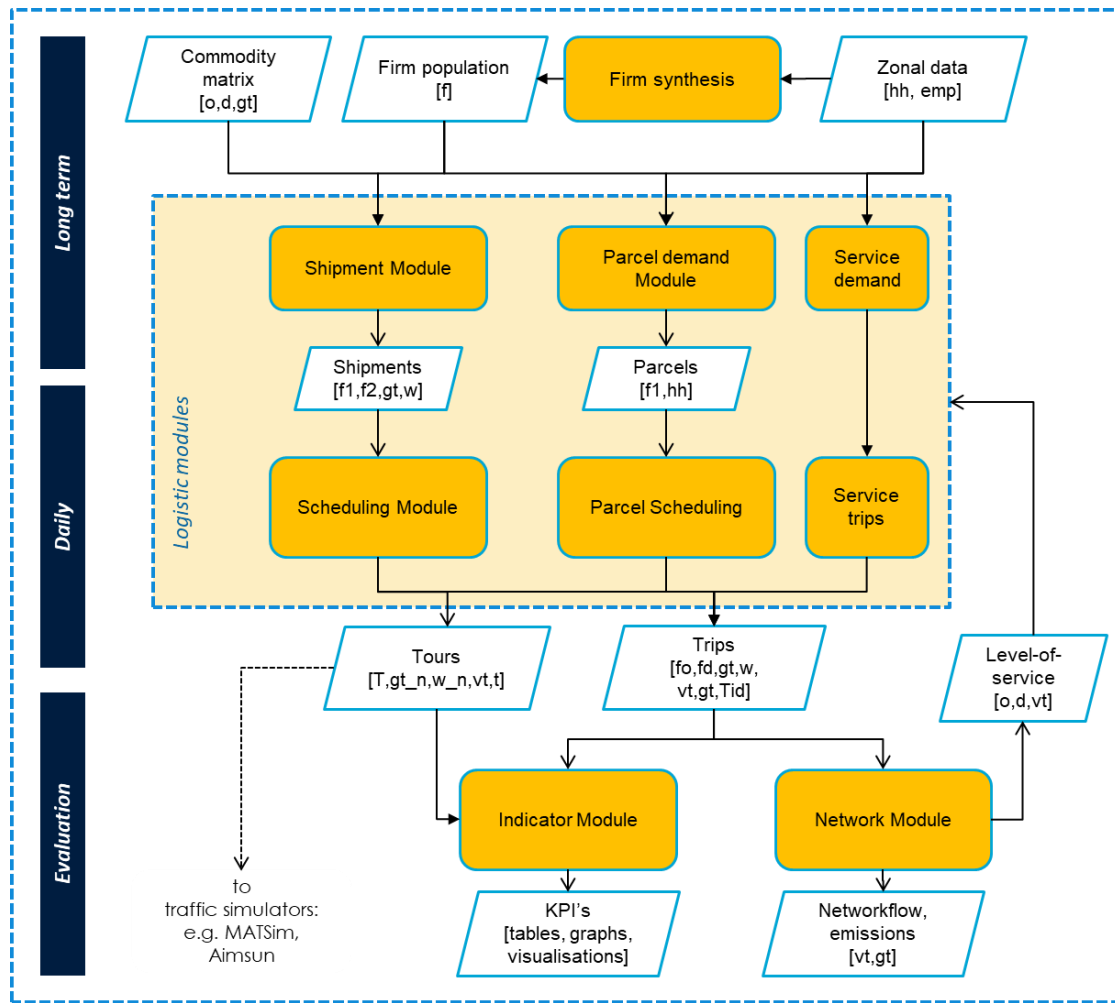 Commodity
matrix
[o,d,gt]
Firm population
[f]
Firm synthesis
Zonal data
[hh, emp]
Long term
Shipment Module
Parcel demand
Module
Service
demand
Shipments
[f1,f2,gt,w]
Parcels
[f1,hh]
Logistic modules
Daily
Scheduling Module
Parcel Scheduling
Service
trips
Tours
[T,gt_n,w_n,vt,t]
Trips
[fo,fd,gt,w,
vt,gt,Tid]
Level-of-
service
[o,d,vt]
Evaluation
Indicator Module
Network Module
to
traffic simulators:
e.g. MATSim,
Aimsun
KPI's
[tables, graphs,
visualisations]
Networkflow,
emissions
[vt,gt]